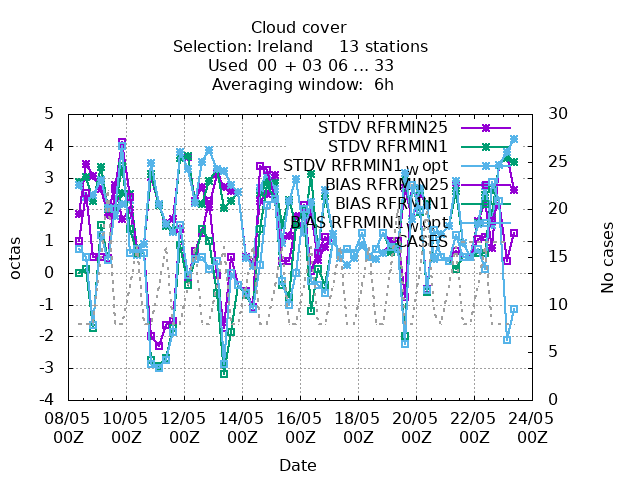 Cloud cover
Selection: Ireland 13 stations
Used 00 + 03 06 ... 33
Averaging window: 6h
5
4
3
2
1
0
-1
-2
-3
-4
octas
30
25
20
15
10
5
0
No cases
STDV RFRMIN25
STDV RFRMIN1
STDV RFRMIN1_w_opt
BIAS RFRMIN25
BIAS RFRMIN1
BIAS RFRMIN1_w_opt
CASES
08/05 10/05 12/05 14/05 16/05 18/05 20/05 22/05 24/05
00Z 00Z 00Z 00Z 00Z 00Z 00Z 00Z 00Z
Date